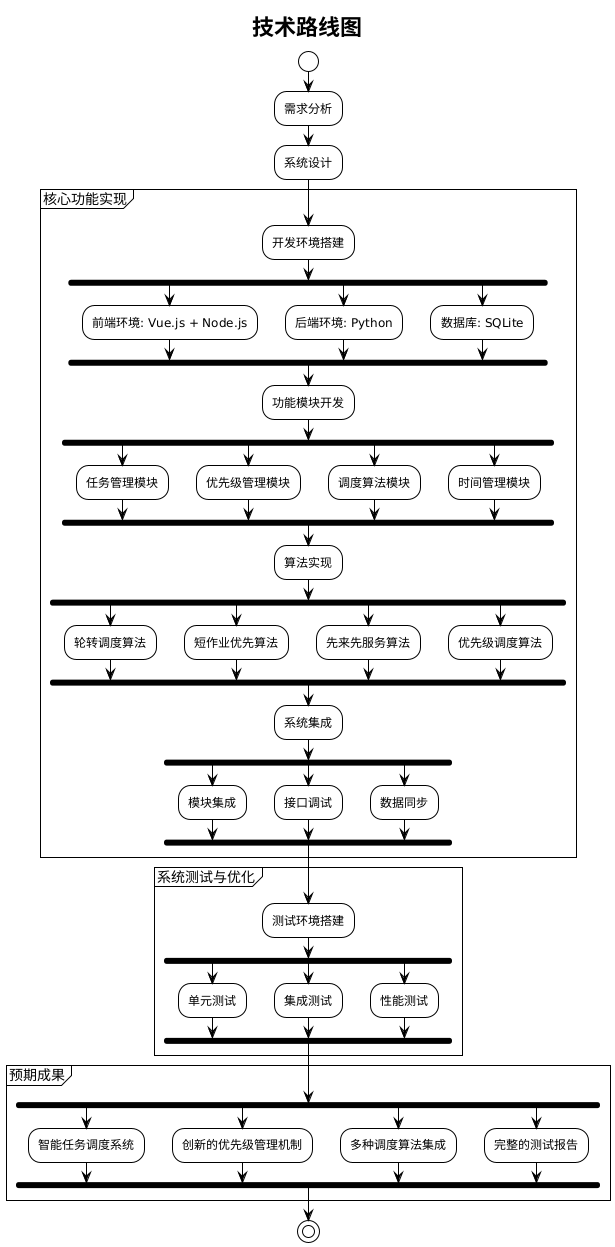 技术路线图
需求分析
系统设计
核心功能实现
开发环境搭建
前端环境: Vue.js + Node.js
后端环境: Python
数据库: SQLite
功能模块开发
任务管理模块
优先级管理模块
调度算法模块
时间管理模块
算法实现
轮转调度算法
短作业优先算法
先来先服务算法
优先级调度算法
系统集成
模块集成
接口调试
数据同步
系统测试与优化
测试环境搭建
单元测试
集成测试
性能测试
预期成果
智能任务调度系统
创新的优先级管理机制
多种调度算法集成
完整的测试报告